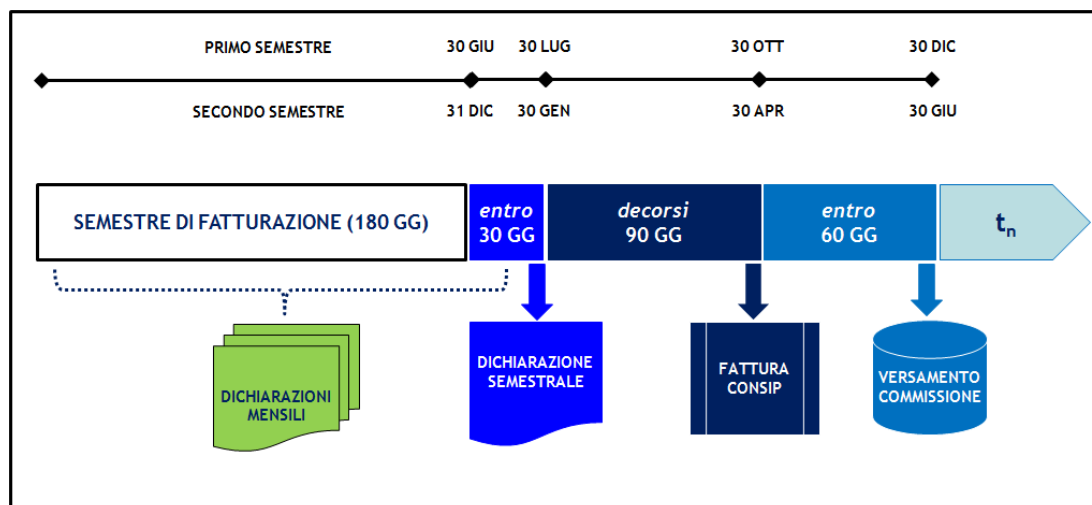 PRIMO SEMESTRE 30 GIU 30 LUG 30 OTT 30 DIC
SECONDO SEMESTRE 31 DIC 30 GEN 30 APR 30 GIU
SEMESTRE DI FATTURAZIONE (180 GG)
entro
30 GG
decorsi
90 GG
entro
60 GG
tn
DICHIARAZIONI
MENSILI
DICHIARAZIONE
SEMESTRALE
FATTURA
CONSIP
VERSAMENTO
COMMISSIONE